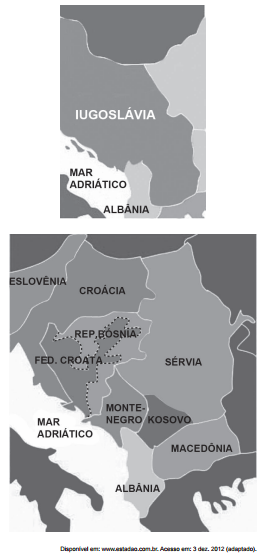 IUGOSLÁVIA
MAR
ADRIÁTICO
ALBÂNIA
ESLOVÊNIA
CROÁCIA
REP.BOSNIA
FED. CROATA
SÉRVIA
MONTE-
NEGRO
KOSOVO
MAR
ADRIÁTICO
MACEDÔNIA
ALBÂNIA
Disponível em: www.estadao.com.br. Acesso em: 3 dez. 2012 (adaptado).